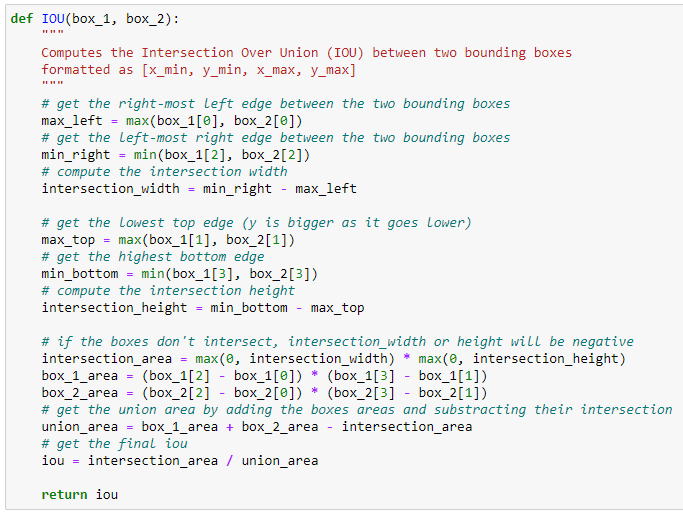 def IOU(box_1, box_2):
    """
    Computes the Intersection Over Union (IOU) between two bounding boxes
    formatted as [x_min, y_min, x_max, y_max]
    """
    # get the right-most left edge between the two bounding boxes
    max_left = max(box_1[0], box_2[0])
    # get the left-most right edge between the two bounding boxes
    min_right = min(box_1[2], box_2[2])
    # compute the intersection width
    intersection_width = min_right - max_left
    # get the lowest top edge (y is bigger as it goes lower)
    max_top = max(box_1[1], box_2[1])
    # get the highest bottom edge
    min_bottom = min(box_1[3], box_2[3])
    # compute the intersection height
    intersection_height = min_bottom - max_top
    # if the boxes don't intersect, intersection_width or height will be negative
    intersection_area = max(0, intersection_width) * max(0, intersection_height)
    box_1_area = (box_1[2] - box_1[0]) * (box_1[3] - box_1[1])
    box_2_area = (box_2[2] - box_2[0]) * (box_2[3] - box_2[1])
    # get the union area by adding the boxes areas and substracting their intersection
    union_area = box_1_area + box_2_area - intersection_area
    # get the final iou
    iou = intersection_area / union_area
    return iou